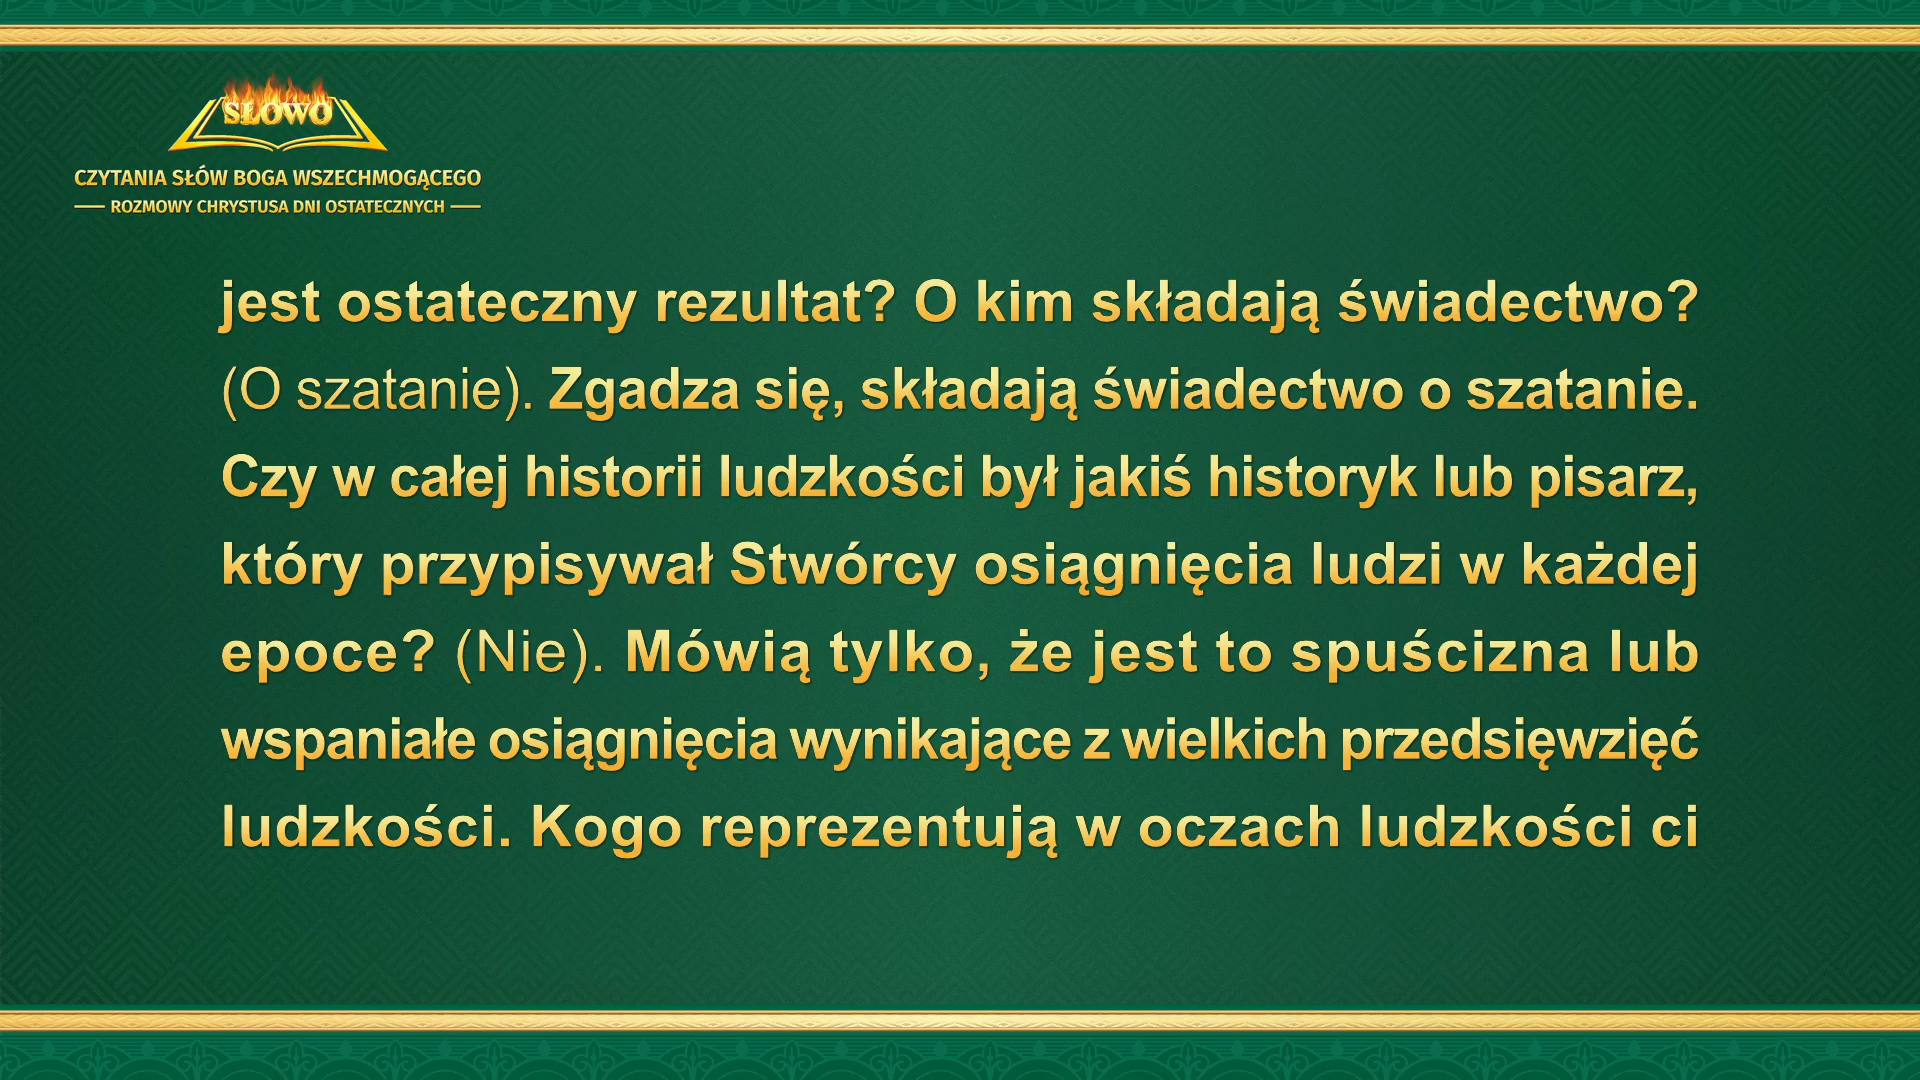 SŁOWO
CZYTANIA SŁÓW BOGA WSZECHMOGĄCEGO
ROZMOWY CHRYSTUSA DNI OSTATECZNYCH
jest ostateczny rezultat? O kim składają świadectwo?
(O szatanie). Zgadza się, składają świadectwo o szatanie.
Czy w całej historii ludzkości był jakiś historyk lub pisarz,
który przypisywał Stwórcy osiągnięcia ludzi w każdej
epoce? (Nie). Mówią tylko, że jest to spuścizna lub
wspaniałe osiągnięcia wynikające z wielkich przedsięwzięć
ludzkości. Kogo reprezentują w oczach ludzkości ci